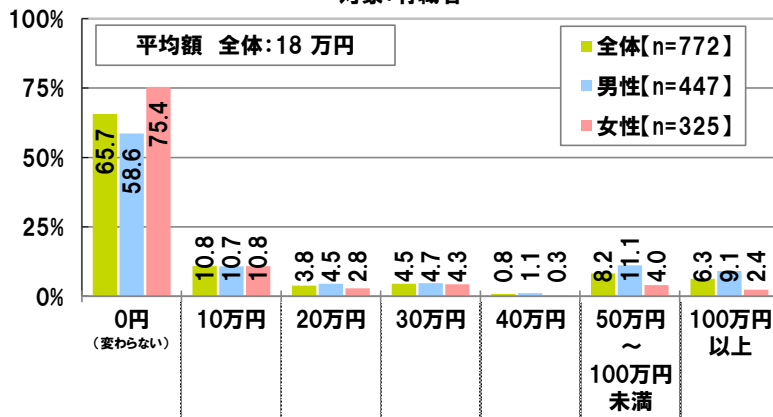 対象：有職者
100%
75%
50%
25%
0%
平均額 全体：18 万円
全体【n=772】
男性【n=447】
女性【n=325】
65.7
58.6
75.4
10.8
10.7
10.8
3.8
4.5
2.8
4.5
4.7
4.3
0.8
1.1
0.3
8.2
11.1
4.0
6.3
9.1
2.4
0円
（変わらない）
10万円
20万円
30万円
40万円
50万円
～
100万円
未満
100万円
以上